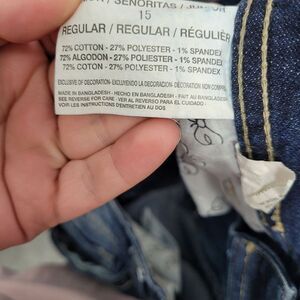 SEÑORITAS /
15
REGULAR / REGULAR / RÉGULIER
72% COTTON - 27% POLYESTER - 1% SPANDEX
72% ALGODON - 27% POLIESTER - 1% SPANDEX
72% COTON - 27% POLYESTER - 1% SPANDEX
EXCLUSIVE OF DECORATION - EXCLUYENDO LA DECORACION - DÉCORATION NON COMP
MADE IN BANGLADESH - HECHO EN BANGLADESH - FAIT AU BANGLADESH
SEE REVERSE FOR CARE - VER AL REVERSO PARA EL CUIDADO
VOIR LES INSTRUCTIONS D'ENTRETIEN AU DOS